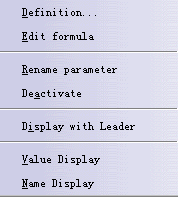 Definition...
Edit formula
Rename parameter
Deactivate
Display with Leader
Value Display
Name Display